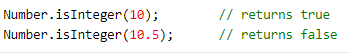 Number.isInteger(10);        // returns true
Number.isInteger(10.5);      // returns false